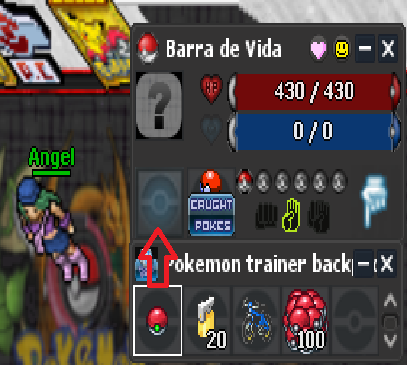 Barra de Vida
430 / 430
0 / 0
Angel
CAUGHT
POKES
Pokemon trainer back
20
100